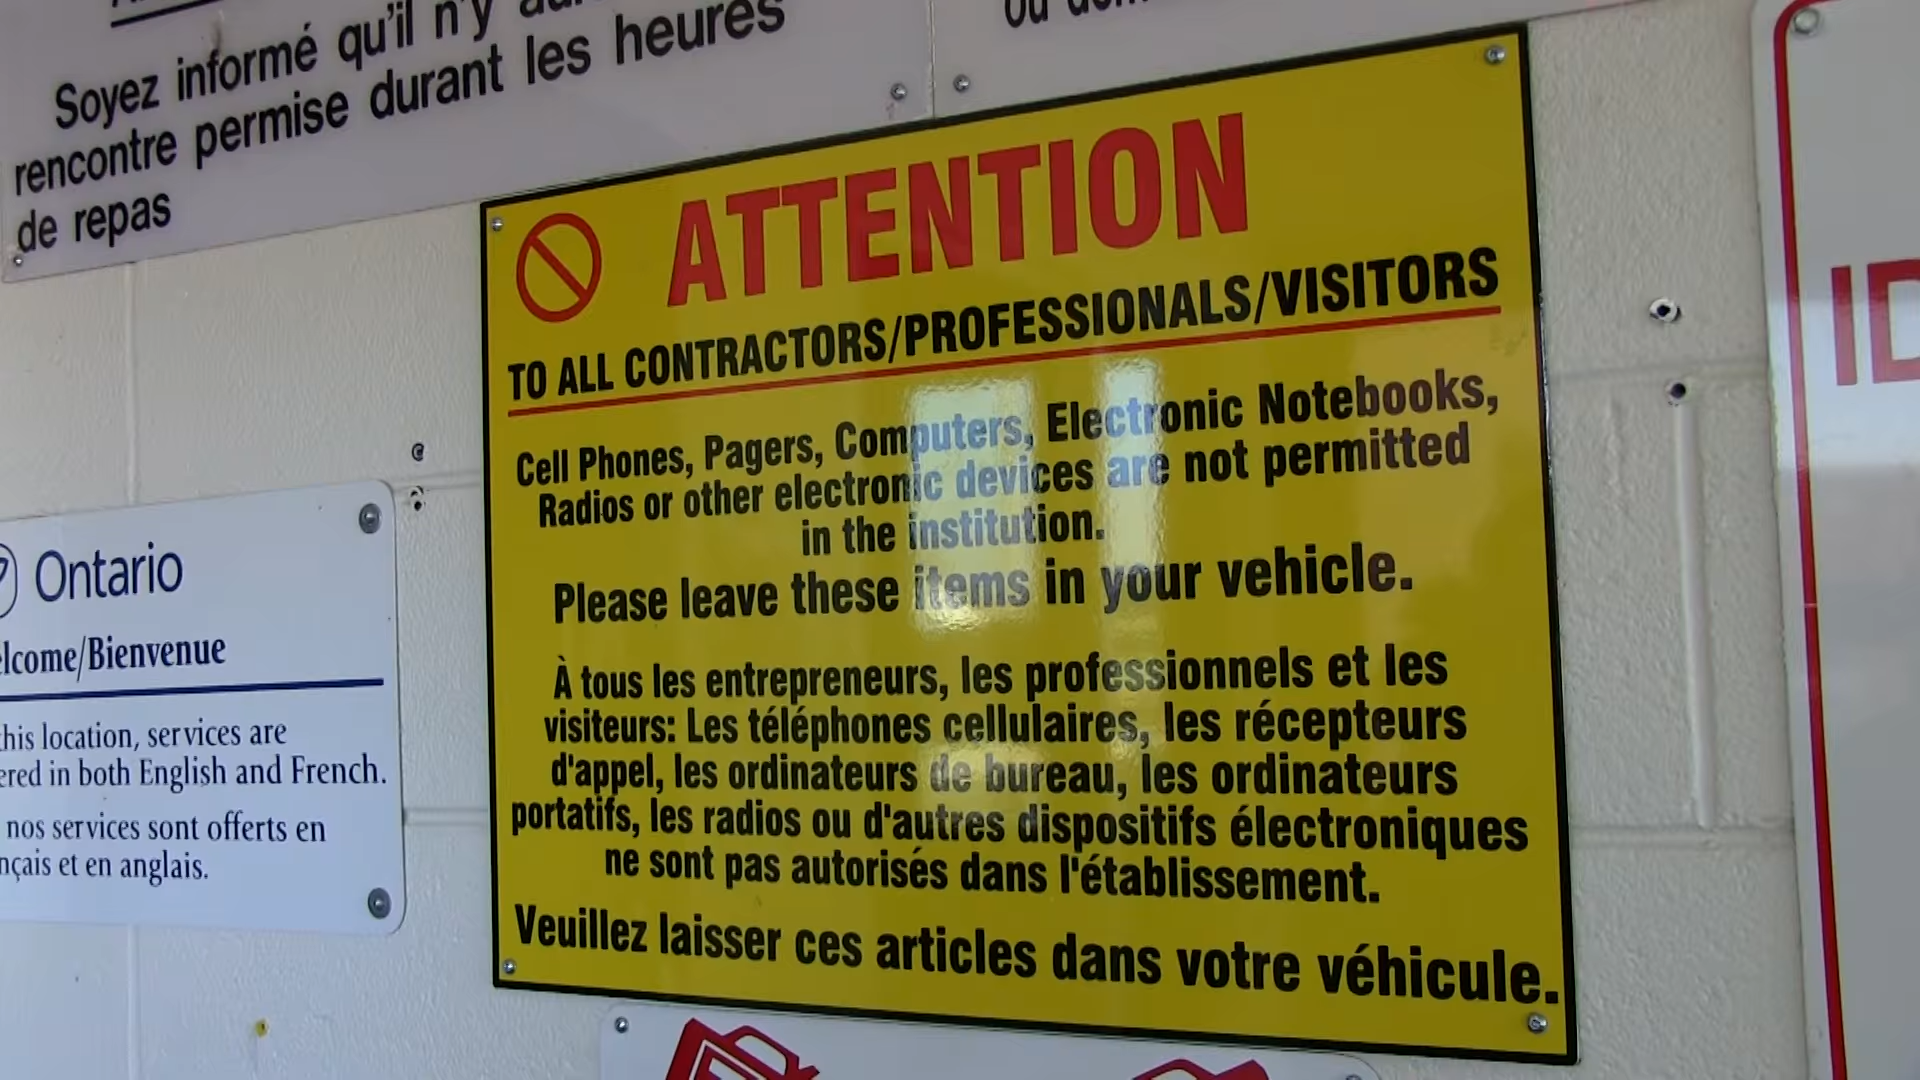 Soyez informé qu'il n'y
rencontre permise durant les heures
de repas
ATTENTION
TO ALL CONTRACTORS/PROFESSIONALS/VISITORS
Cell Phones, Pagers, Computers, Electronic Notebooks,
Radios or other electronic devices are not permitted
in the institution.
Please leave these items in your vehicle.
À tous les entrepreneurs, les professionnels et les
visiteurs: Les téléphones cellulaires, les récepteurs
d'appel, les ordinateurs de bureau, les ordinateurs
portatifs, les radios ou d'autres dispositifs électroniques
ne sont pas autorisés dans l'établissement.
Veuillez laisser ces articles dans votre véhicule.
Ontario
lcome/Bienvenue
his location, services are
ered in both English and French.
nos services sont offerts en
nçais et en anglais.
ID